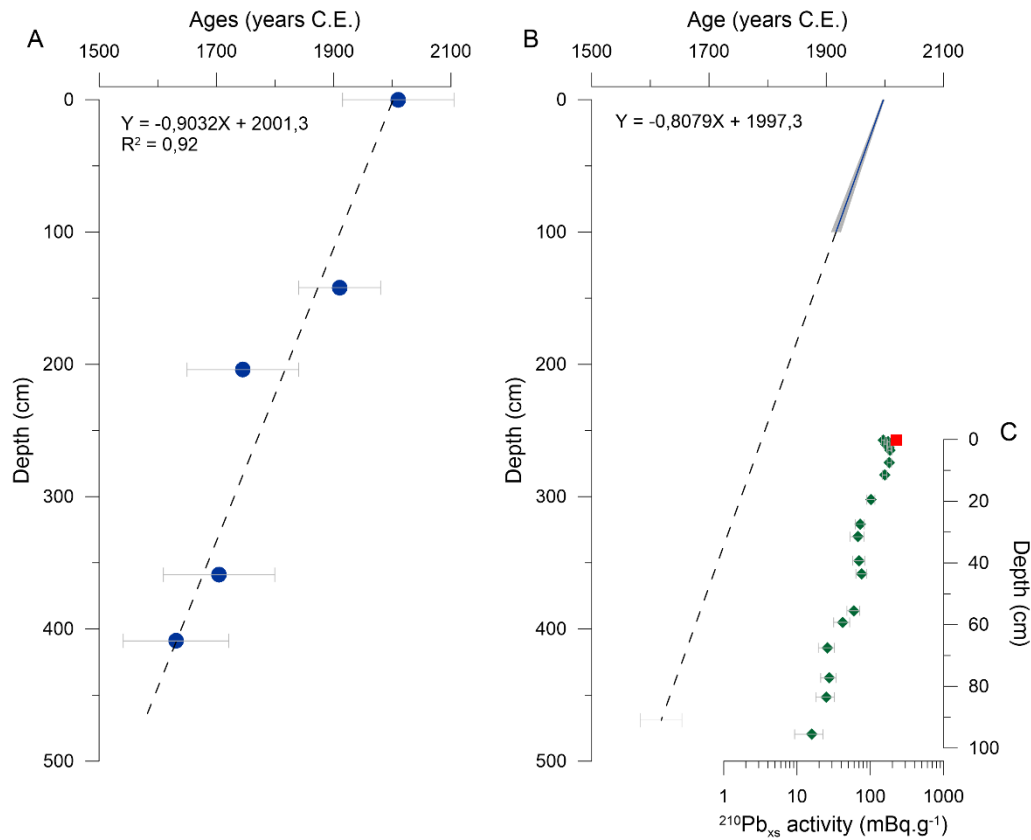 Ages (years C.E.)
A
1500 1700 1900 2100
Y = -0,9032X + 2001,3
R² = 0,92
0
100
200
300
400
500
Depth (cm)
Age (years C.E.)
B
1500 1700 1900 2100
Y = -0,8079X + 1997,3
0
100
200
300
400
500
Depth (cm)
C
0
20
40
60
80
100
Depth (cm)
1 10 100 1000
²¹⁰Pbₓₛ activity (mBq.g⁻¹)